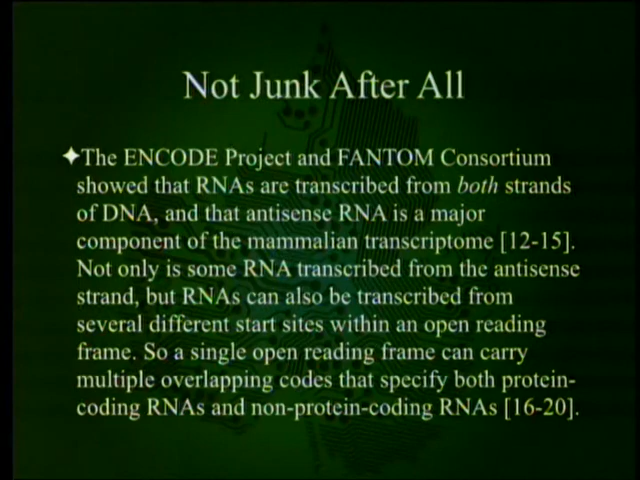 Not Junk After All
✦The ENCODE Project and FANTOM Consortium
showed that RNAs are transcribed from both strands
of DNA, and that antisense RNA is a major
component of the mammalian transcriptome [12-15].
Not only is some RNA transcribed from the antisense
strand, but RNAs can also be transcribed from
several different start sites within an open reading
frame. So a single open reading frame can carry
multiple overlapping codes that specify both protein-
coding RNAs and non-protein-coding RNAs [16-20].